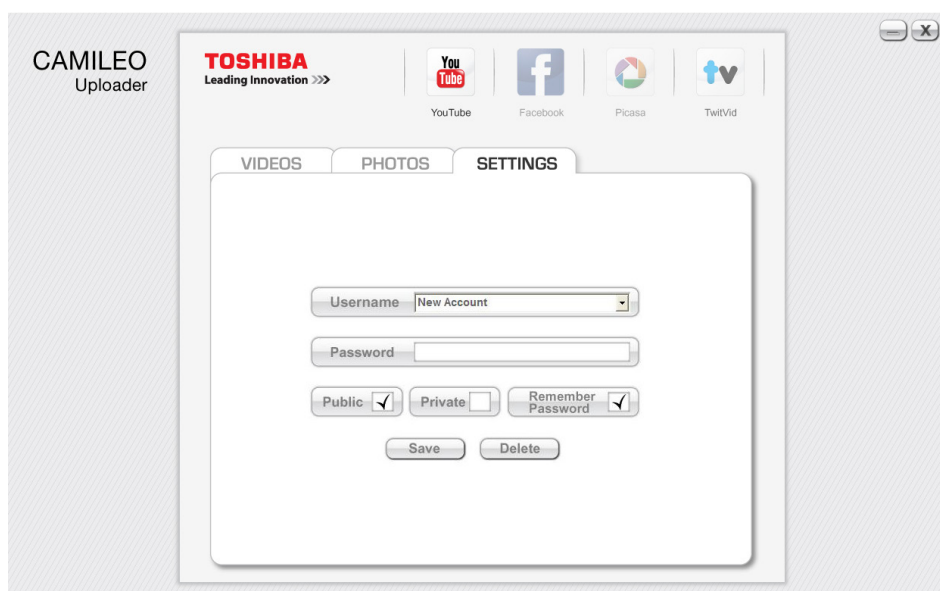 CAMILEO
Uploader
TOSHIBA
Leading Innovation >>>
You
Tube
f
tv
YouTube
Facebook
Picasa
TwitVid
VIDEOS
PHOTOS
SETTINGS
Username
New Account
Password
Public
Private
Remember
Password
Save
Delete
X